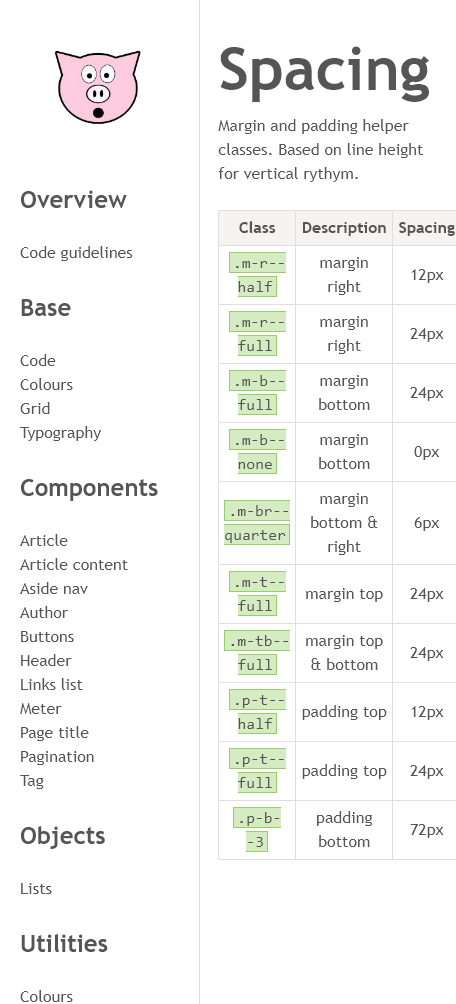 Overview
Code guidelines
Base
Code
Colours
Grid
Typography
Components
Article
Article content
Aside nav
Author
Buttons
Header
Links list
Meter
Page title
Pagination
Tag
Objects
Lists
Utilities
Colours
Spacing
Margin and padding helper
classes. Based on line height
for vertical rythym.
Class Description Spacing
.m-r--
half
margin
right
12px
.m-r--
full
margin
right
24px
.m-b--
full
margin
bottom
24px
.m-b--
none
margin
bottom
0px
.m-br--
quarter
margin
bottom &
right
6px
.m-t--
full
margin top
24px
.m-tb--
full
margin top
& bottom
24px
.p-t--
half
padding top
12px
.p-t--
full
padding top
24px
.p-b-
-3
padding
bottom
72px